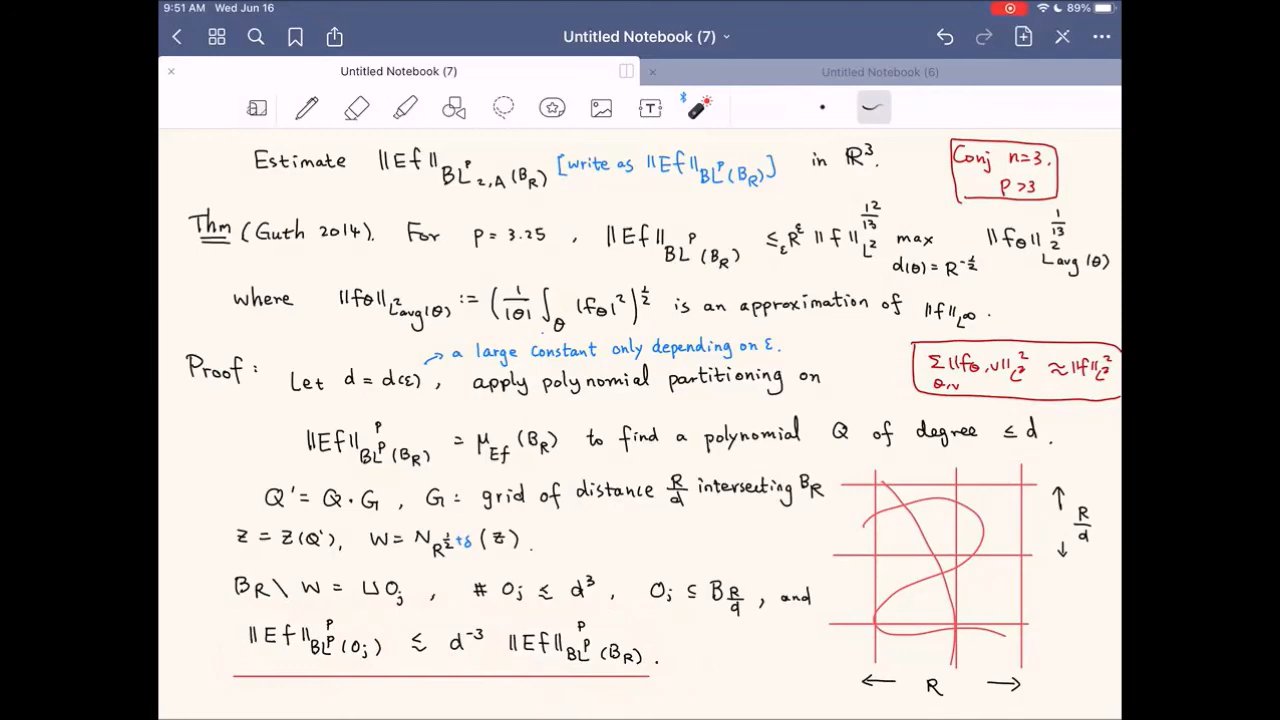 9:51 AM Wed Jun 16 89%
Untitled Notebook (7)
Untitled Notebook (7) Untitled Notebook (6)
Estimate ‖Ef‖_{BL^p_{2,A}(B_R)} [write as ‖Ef‖_{BL^p(B_R)}] in ℝ³.
Conj n=3.
p>3
Thm (Guth 2014). For p = 3.25, ‖Ef‖_{BL^p(B_R)} ≤_ε R^ε ‖f‖_{L²}^{12/13} max_{d(θ)=R^{-1/2}} ‖f_θ‖_{L²avg(θ)}^{1/13}
where ‖f_θ‖_{L²avg(θ)} := (1/|θ| ∫_θ |f_θ|²)^{1/2} is an approximation of ‖f‖_{L^∞}.
a large constant only depending on ε.
Proof: Let d = d(ε), apply polynomial partitioning on
Σ_{θ,v} ‖f_{θ,v}‖²_{L²} ≈ ‖f‖²_{L²}
‖Ef‖^p_{BL^p(B_R)} = μ_{Ef}(B_R) to find a polynomial Q of degree ≤ d.
Q' = Q·G, G: grid of distance R/d intersecting B_R
Z = Z(Q'), W = N_{R^{1/2+δ}}(Z).
B_R \ W = ⊔O_j, # O_j ≲ d³, O_j ⊆ B_{R/d}, and
‖Ef‖^p_{BL^p(O_j)} ≲ d^{-3} ‖Ef‖^p_{BL^p(B_R)}.
R/d
R